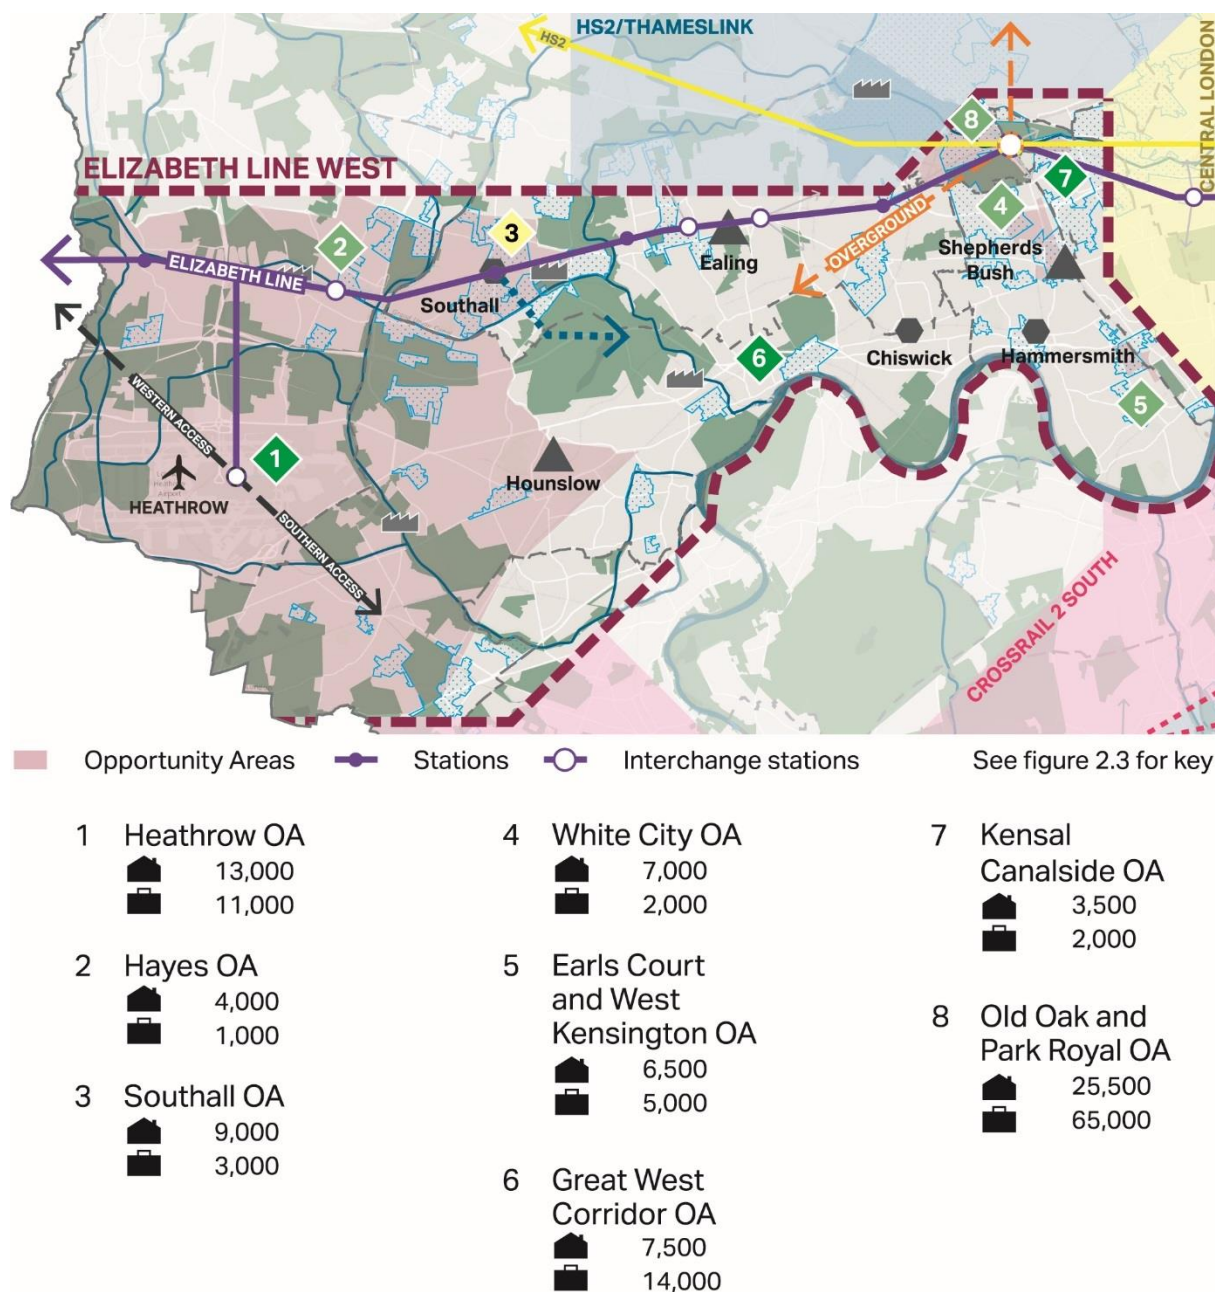 HS2/THAMESLINK
HS2
CENTRAL LONDON
8
ELIZABETH LINE WEST
7
2
3
4
Shepherds
Bush
OVERGROUND
Ealing
ELIZABETH LINE
Southall
6
Chiswick
Hammersmith
5
WESTERN ACCESS
1
HEATHROW
Hounslow
SOUTHERN ACCESS
CROSSRAIL 2 SOUTH
Opportunity Areas
Stations
Interchange stations
See figure 2.3 for key
1 Heathrow OA
13,000
11,000
2 Hayes OA
4,000
1,000
3 Southall OA
9,000
3,000
4 White City OA
7,000
2,000
5 Earls Court
and West
Kensington OA
6,500
5,000
6 Great West
Corridor OA
7,500
14,000
7 Kensal
Canalside OA
3,500
2,000
8 Old Oak and
Park Royal OA
25,500
65,000